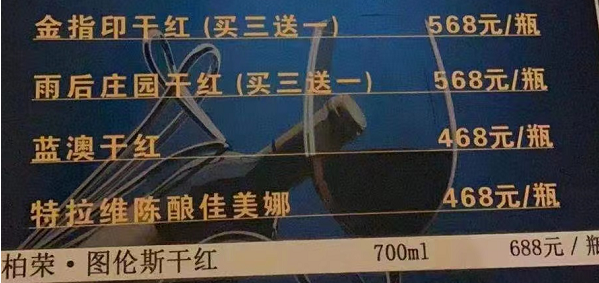 金指印干红(买三送一) 568元/瓶
雨后庄园干红(买三送一) 568元/瓶
蓝澳干红 468元/瓶
特拉维陈酿佳美娜 468元/瓶
柏荣·图伦斯干红 700ml 688元/瓶